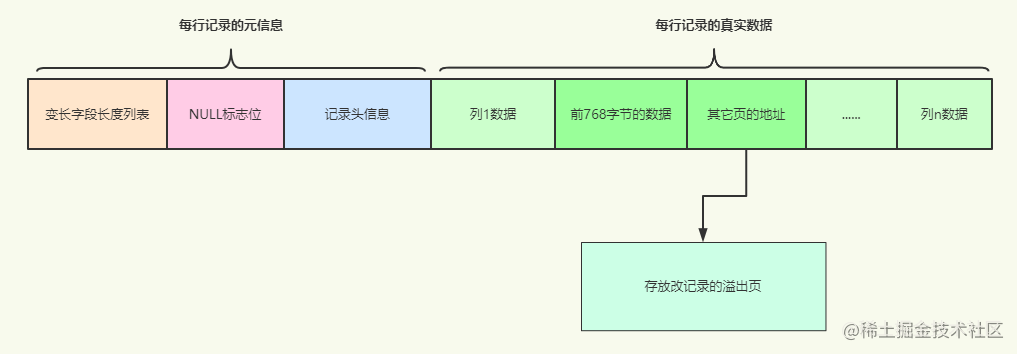 每行记录的元信息
每行记录的真实数据
变长字段长度列表
NULL标志位
记录头信息
列1数据
前768字节的数据
其它页的地址
......
列n数据
存放改记录的溢出页
@稀土掘金技术社区